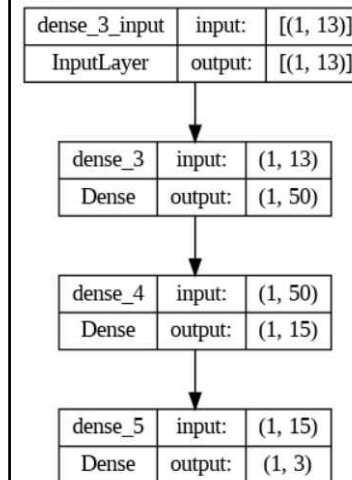 dense_3_input input: [(1, 13)]
InputLayer output: [(1, 13)]
dense_3 input: (1, 13)
Dense output: (1, 50)
dense_4 input: (1, 50)
Dense output: (1, 15)
dense_5 input: (1, 15)
Dense output: (1, 3)